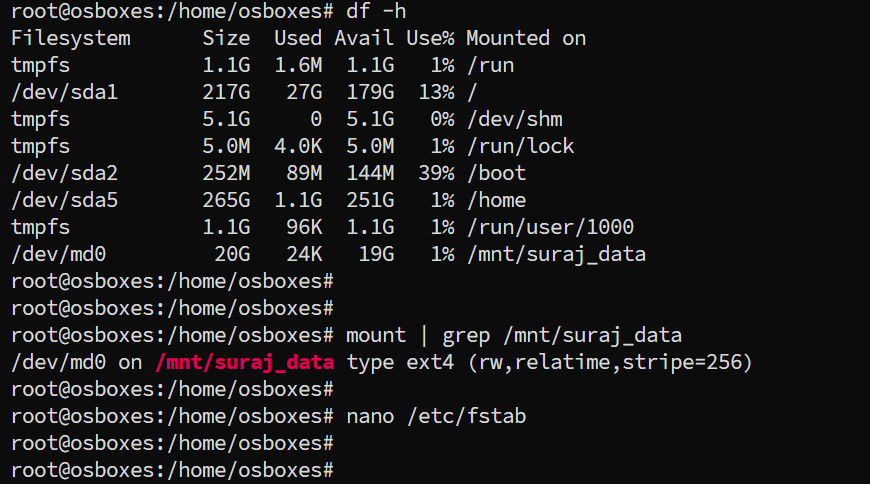 root@osboxes:/home/osboxes# df -h
Filesystem      Size  Used Avail Use% Mounted on
tmpfs           1.1G  1.6M  1.1G   1% /run
/dev/sda1       217G   27G  179G  13% /
tmpfs           5.1G     0  5.1G   0% /dev/shm
tmpfs           5.0M  4.0K  5.0M   1% /run/lock
/dev/sda2       252M   89M  144M  39% /boot
/dev/sda5       265G  1.1G  251G   1% /home
tmpfs           1.1G   96K  1.1G   1% /run/user/1000
/dev/md0         20G   24K   19G   1% /mnt/suraj_data
root@osboxes:/home/osboxes#
root@osboxes:/home/osboxes#
root@osboxes:/home/osboxes# mount | grep /mnt/suraj_data
/dev/md0 on /mnt/suraj_data type ext4 (rw,relatime,stripe=256)
root@osboxes:/home/osboxes#
root@osboxes:/home/osboxes# nano /etc/fstab
root@osboxes:/home/osboxes#
root@osboxes:/home/osboxes#